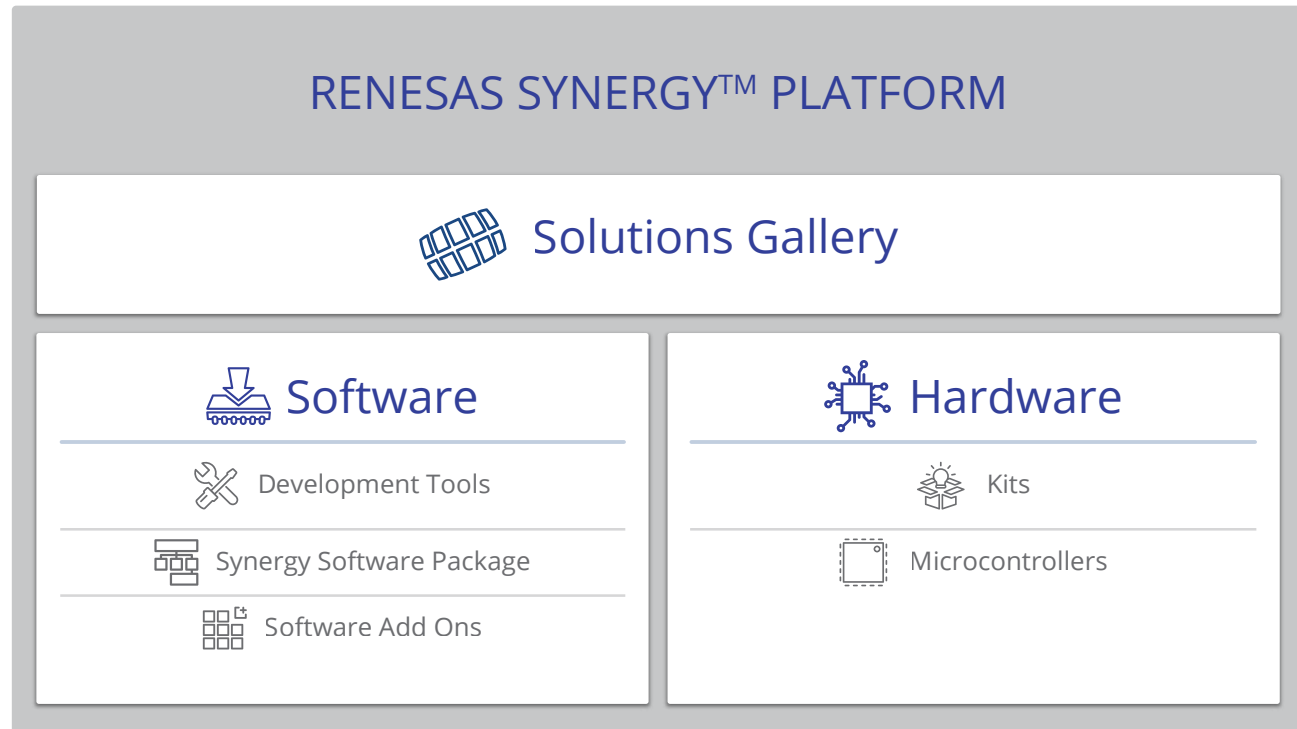 RENESAS SYNERGY™ PLATFORM
Solutions Gallery
Software
Development Tools
Synergy Software Package
Software Add Ons
Hardware
Kits
Microcontrollers